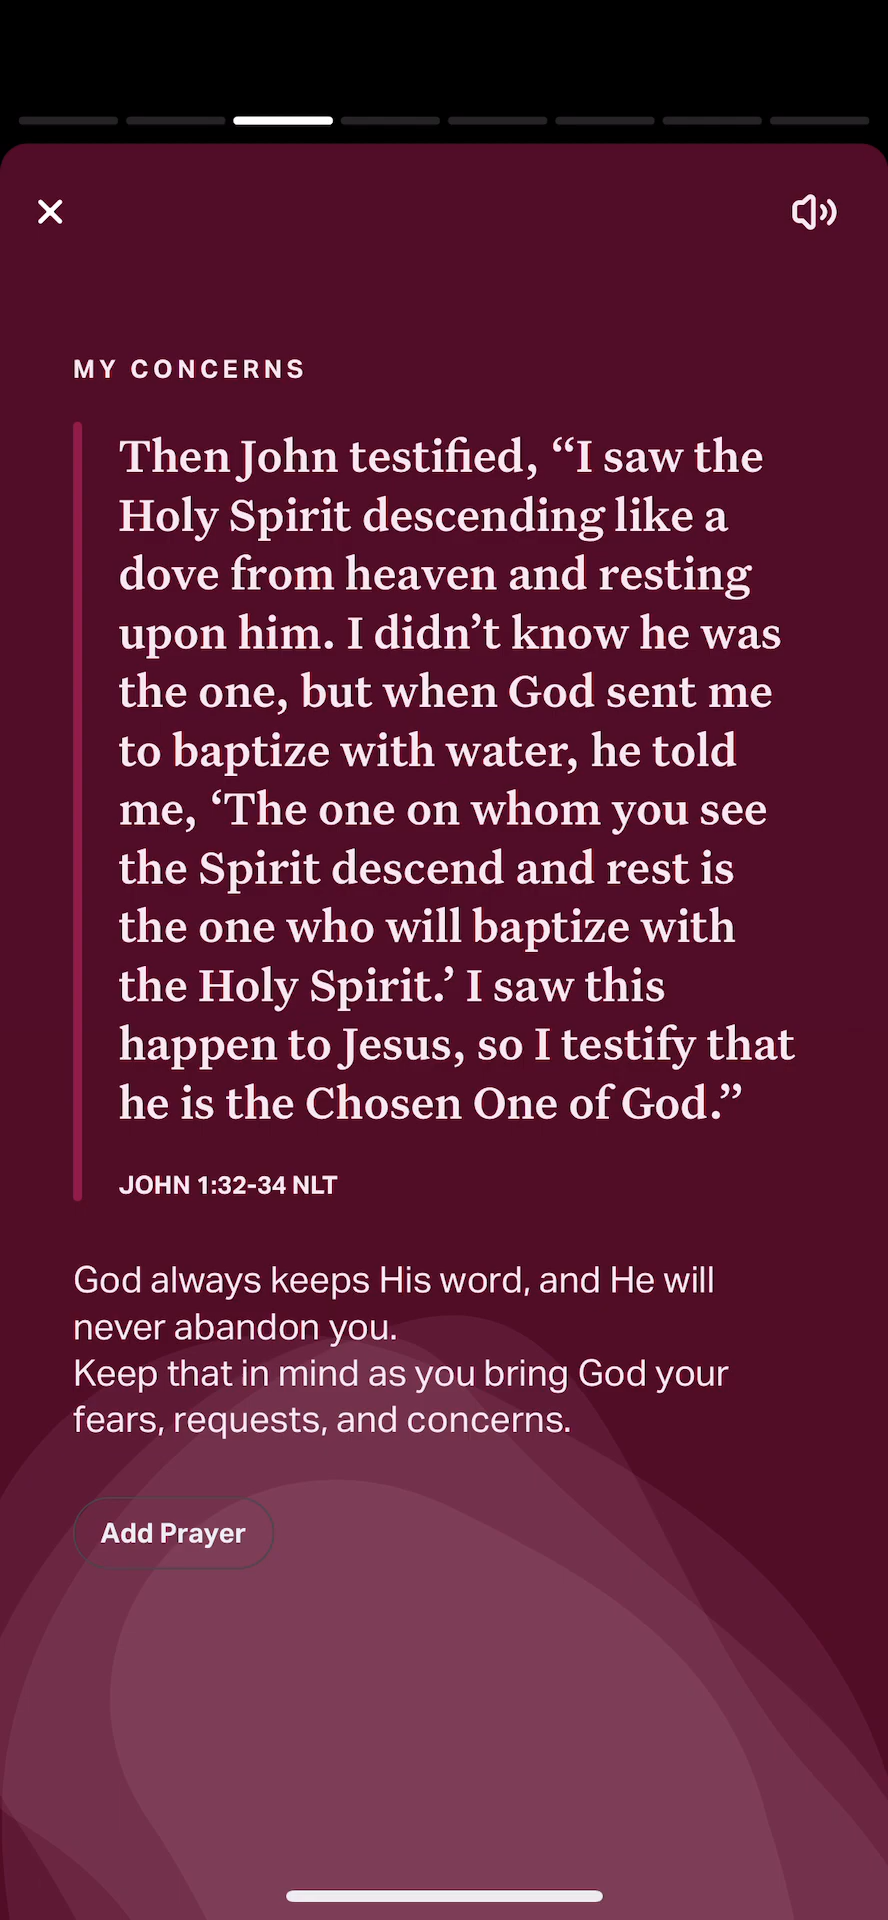 MY CONCERNS
Then John testified, “I saw the
Holy Spirit descending like a
dove from heaven and resting
upon him. I didn’t know he was
the one, but when God sent me
to baptize with water, he told
me, ‘The one on whom you see
the Spirit descend and rest is
the one who will baptize with
the Holy Spirit.’ I saw this
happen to Jesus, so I testify that
he is the Chosen One of God.”
JOHN 1:32-34 NLT
God always keeps His word, and He will
never abandon you.
Keep that in mind as you bring God your
fears, requests, and concerns.
Add Prayer